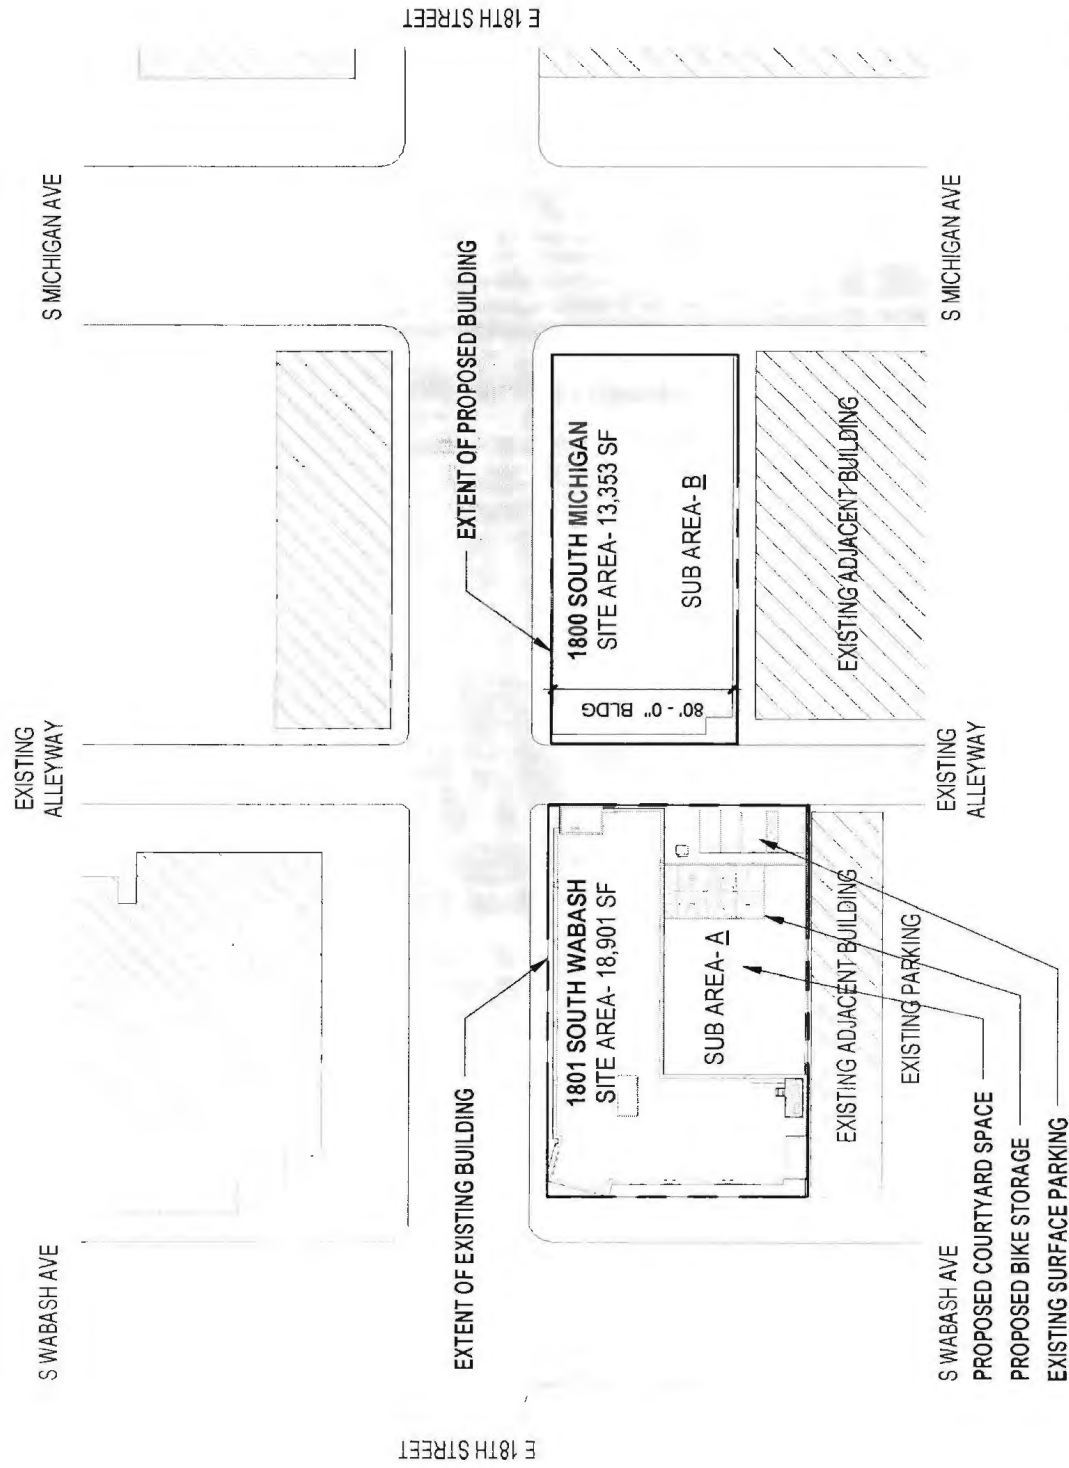 E 18TH STREET
S MICHIGAN AVE
S MICHIGAN AVE
EXTENT OF PROPOSED BUILDING
1800 SOUTH MICHIGAN
SITE AREA- 13,353 SF
SUB AREA- B
80' - 0" BLDG
EXISTING ADJACENT BUILDING
EXISTING
ALLEYWAY
EXISTING
ALLEYWAY
EXTENT OF EXISTING BUILDING
1801 SOUTH WABASH
SITE AREA- 18,901 SF
SUB AREA- A
EXISTING ADJACENT BUILDING
EXISTING PARKING
S WABASH AVE
S WABASH AVE
PROPOSED COURTYARD SPACE
PROPOSED BIKE STORAGE
EXISTING SURFACE PARKING
E 18TH STREET